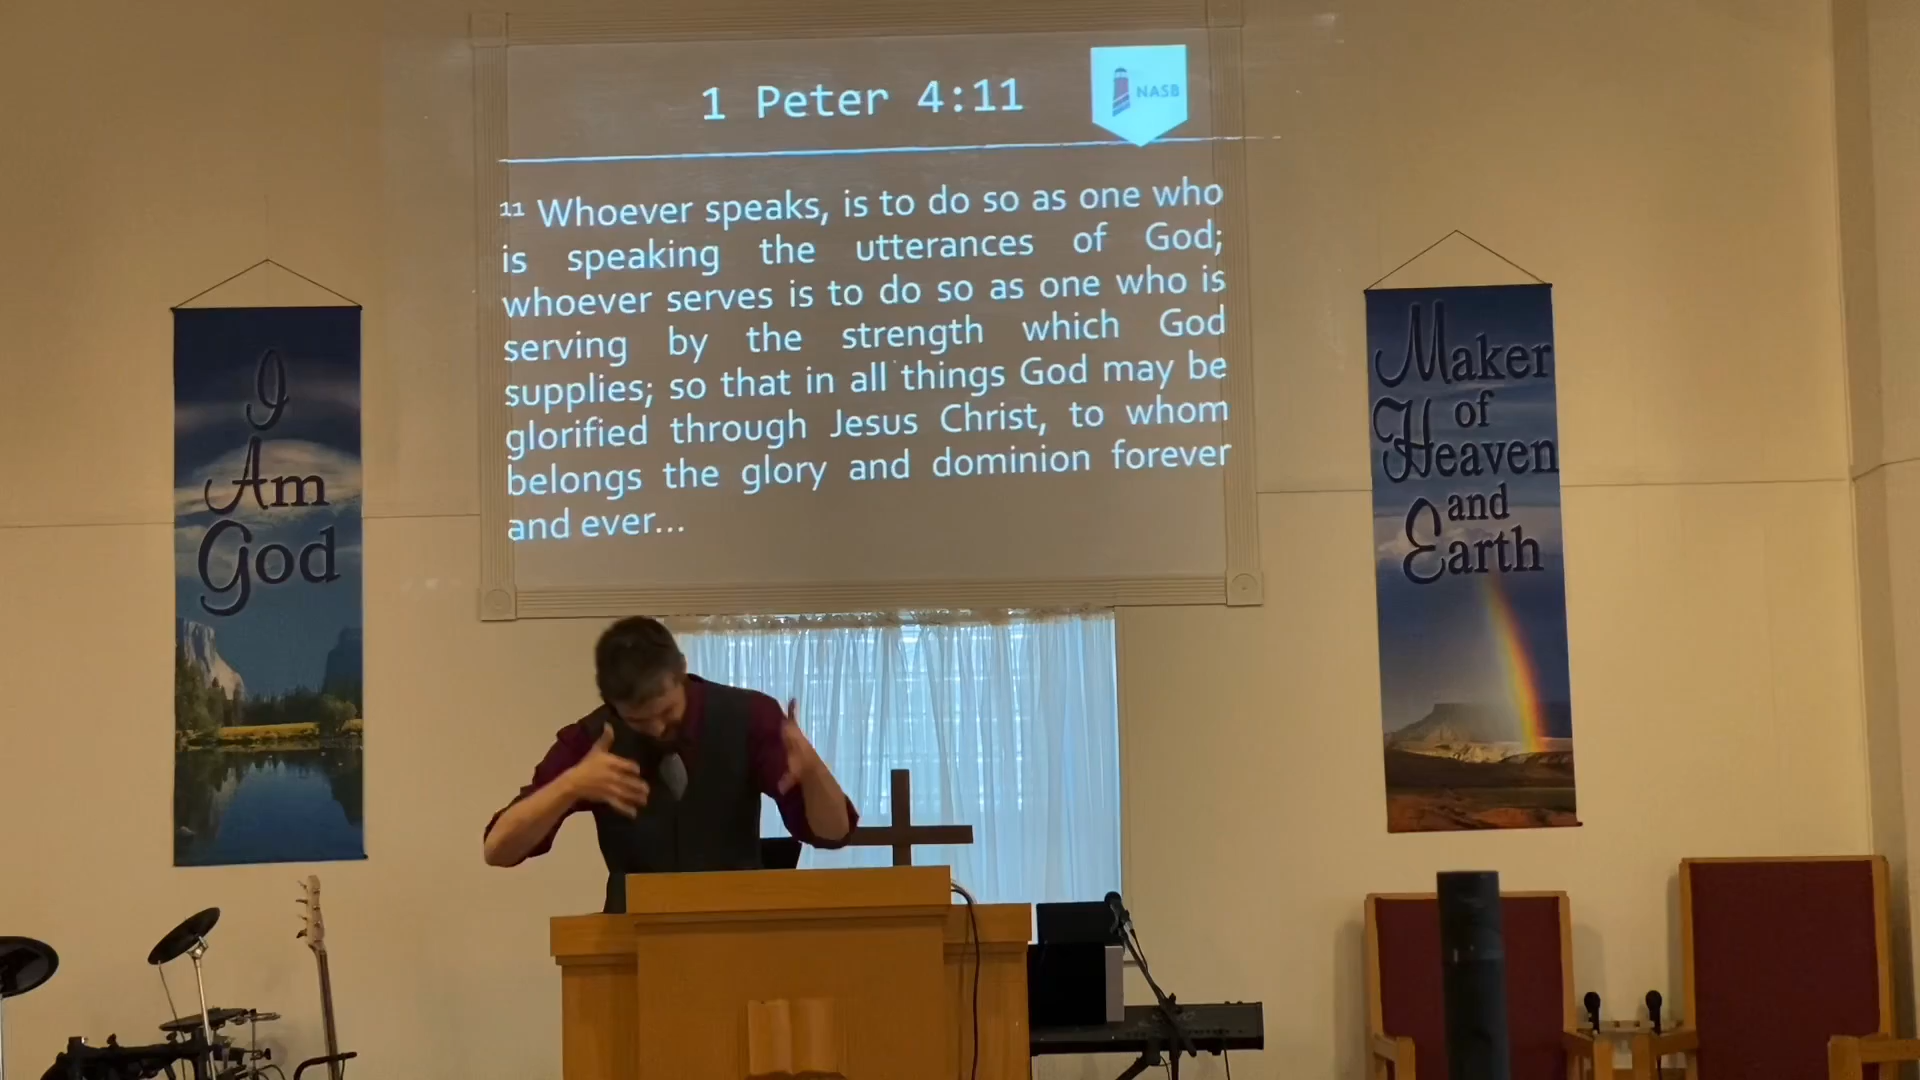 1 Peter 4:11
NASB
11 Whoever speaks, is to do so as one who
is speaking the utterances of God;
whoever serves is to do so as one who is
serving by the strength which God
supplies; so that in all things God may be
glorified through Jesus Christ, to whom
belongs the glory and dominion forever
and ever...
I
Am
God
Maker
of
Heaven
and
Earth